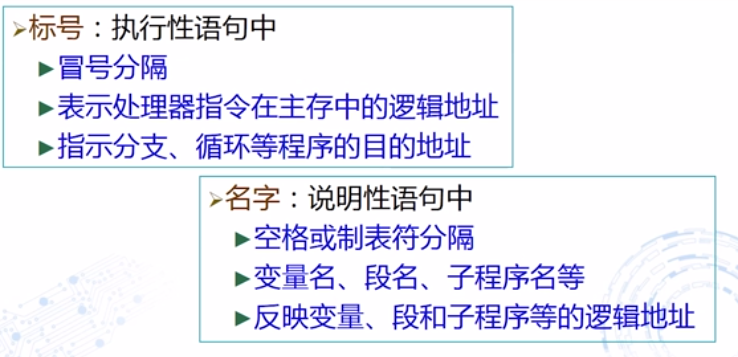 标号：执行性语句中
冒号分隔
表示处理器指令在主存中的逻辑地址
指示分支、循环等程序的目的地址
名字：说明性语句中
空格或制表符分隔
变量名、段名、子程序名等
反映变量、段和子程序等的逻辑地址